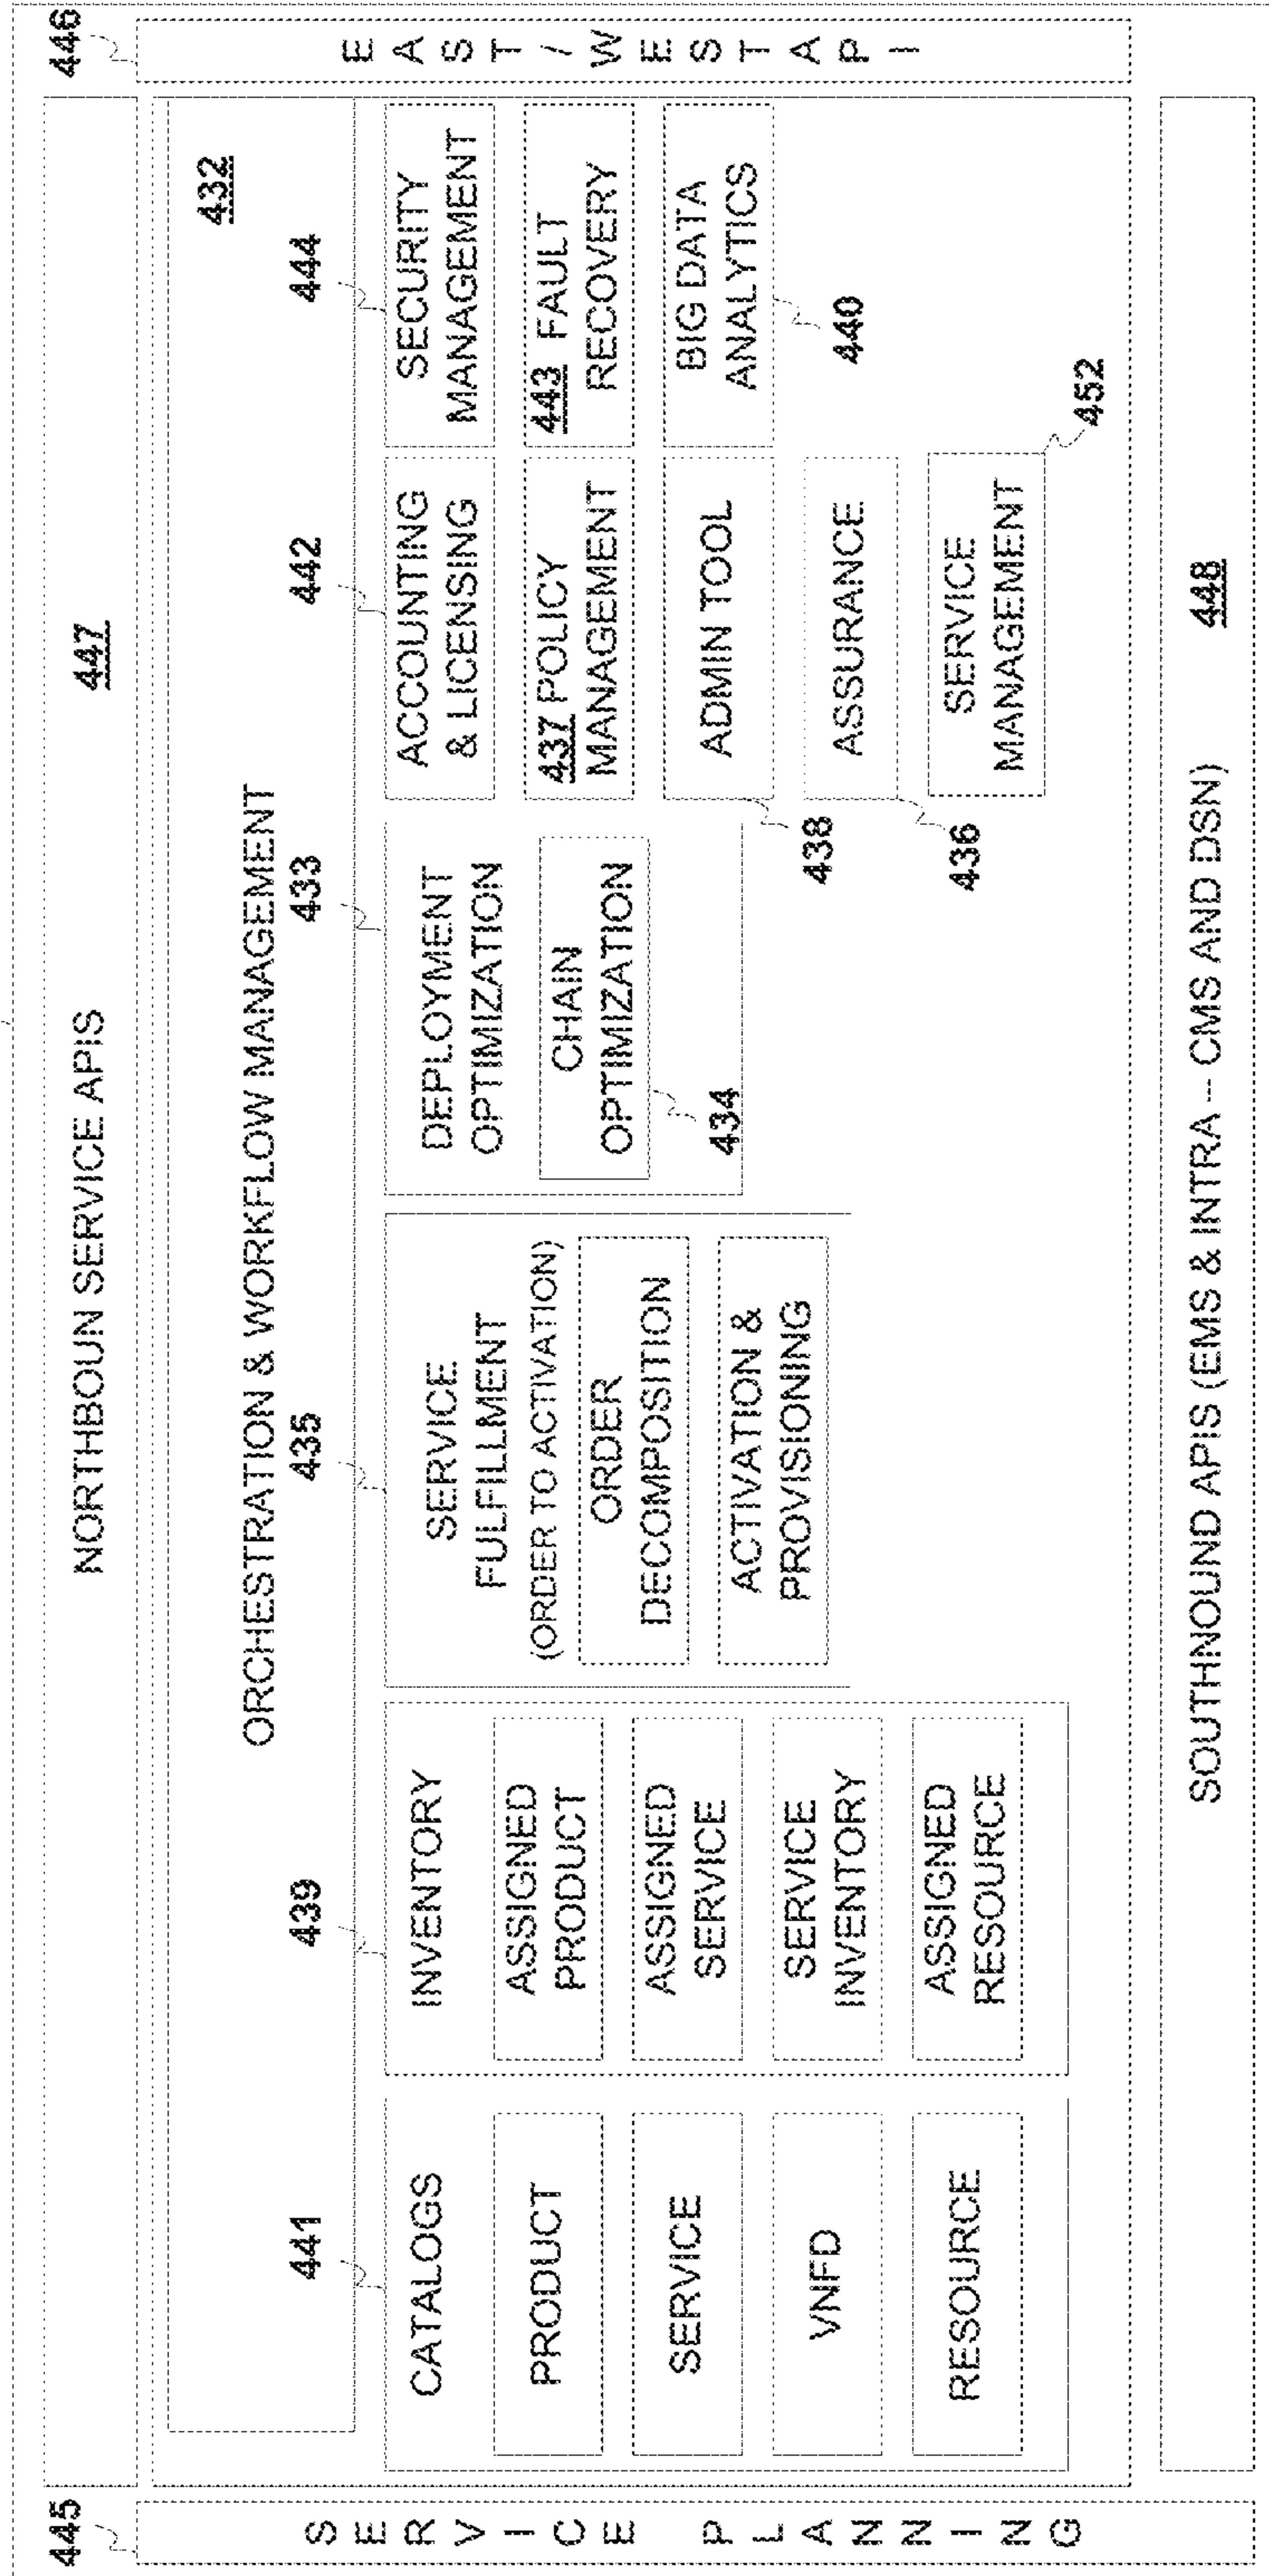 446
NORTHBOUN SERVICE APIS
447
EAST/WEST API
ORCHESTRATION & WORKFLOW MANAGEMENT
432
441
439
435
433
442
444
CATALOGS
PRODUCT
SERVICE
VNFD
RESOURCE
INVENTORY
ASSIGNED
PRODUCT
ASSIGNED
SERVICE
SERVICE
INVENTORY
ASSIGNED
RESOURCE
SERVICE
FULFILLMENT
(ORDER TO ACTIVATION)
ORDER
DECOMPOSITION
ACTIVATION &
PROVISIONING
DEPLOYMENT
OPTIMIZATION
CHAIN
OPTIMIZATION
434
ACCOUNTING
& LICENSING
437 POLICY
MANAGEMENT
ADMIN TOOL
438
ASSURANCE
436
SERVICE
MANAGEMENT
452
SECURITY
MANAGEMENT
443 FAULT
RECOVERY
BIG DATA
ANALYTICS
440
445
SERVICE PLANNING
SOUTHNOUND APIS (EMS & INTRA – CMS AND DSN)
448